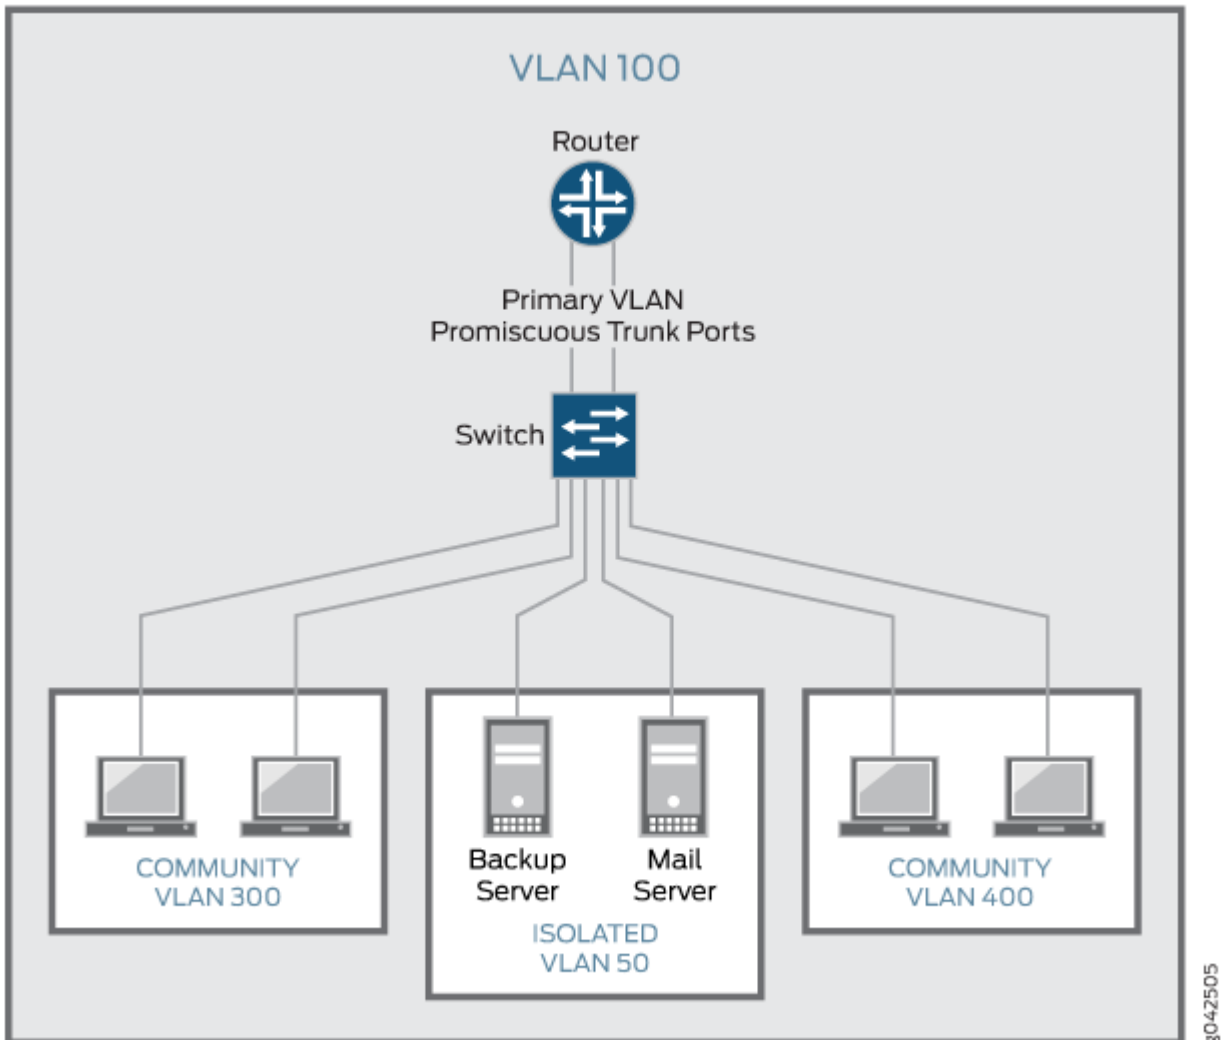 VLAN 100
Router
Primary VLAN
Promiscuous Trunk Ports
Switch
COMMUNITY
VLAN 300
Backup
Server
Mail
Server
ISOLATED
VLAN 50
COMMUNITY
VLAN 400
g042505